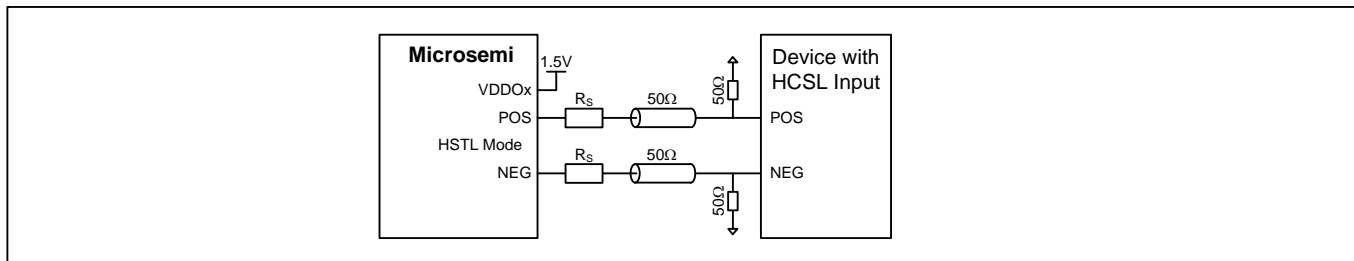 Microsemi
Device with
HCSL Input
1.5V
VDDOx
50Ω
RS
50Ω
POS
POS
HSTL Mode
RS
50Ω
NEG
NEG
50Ω